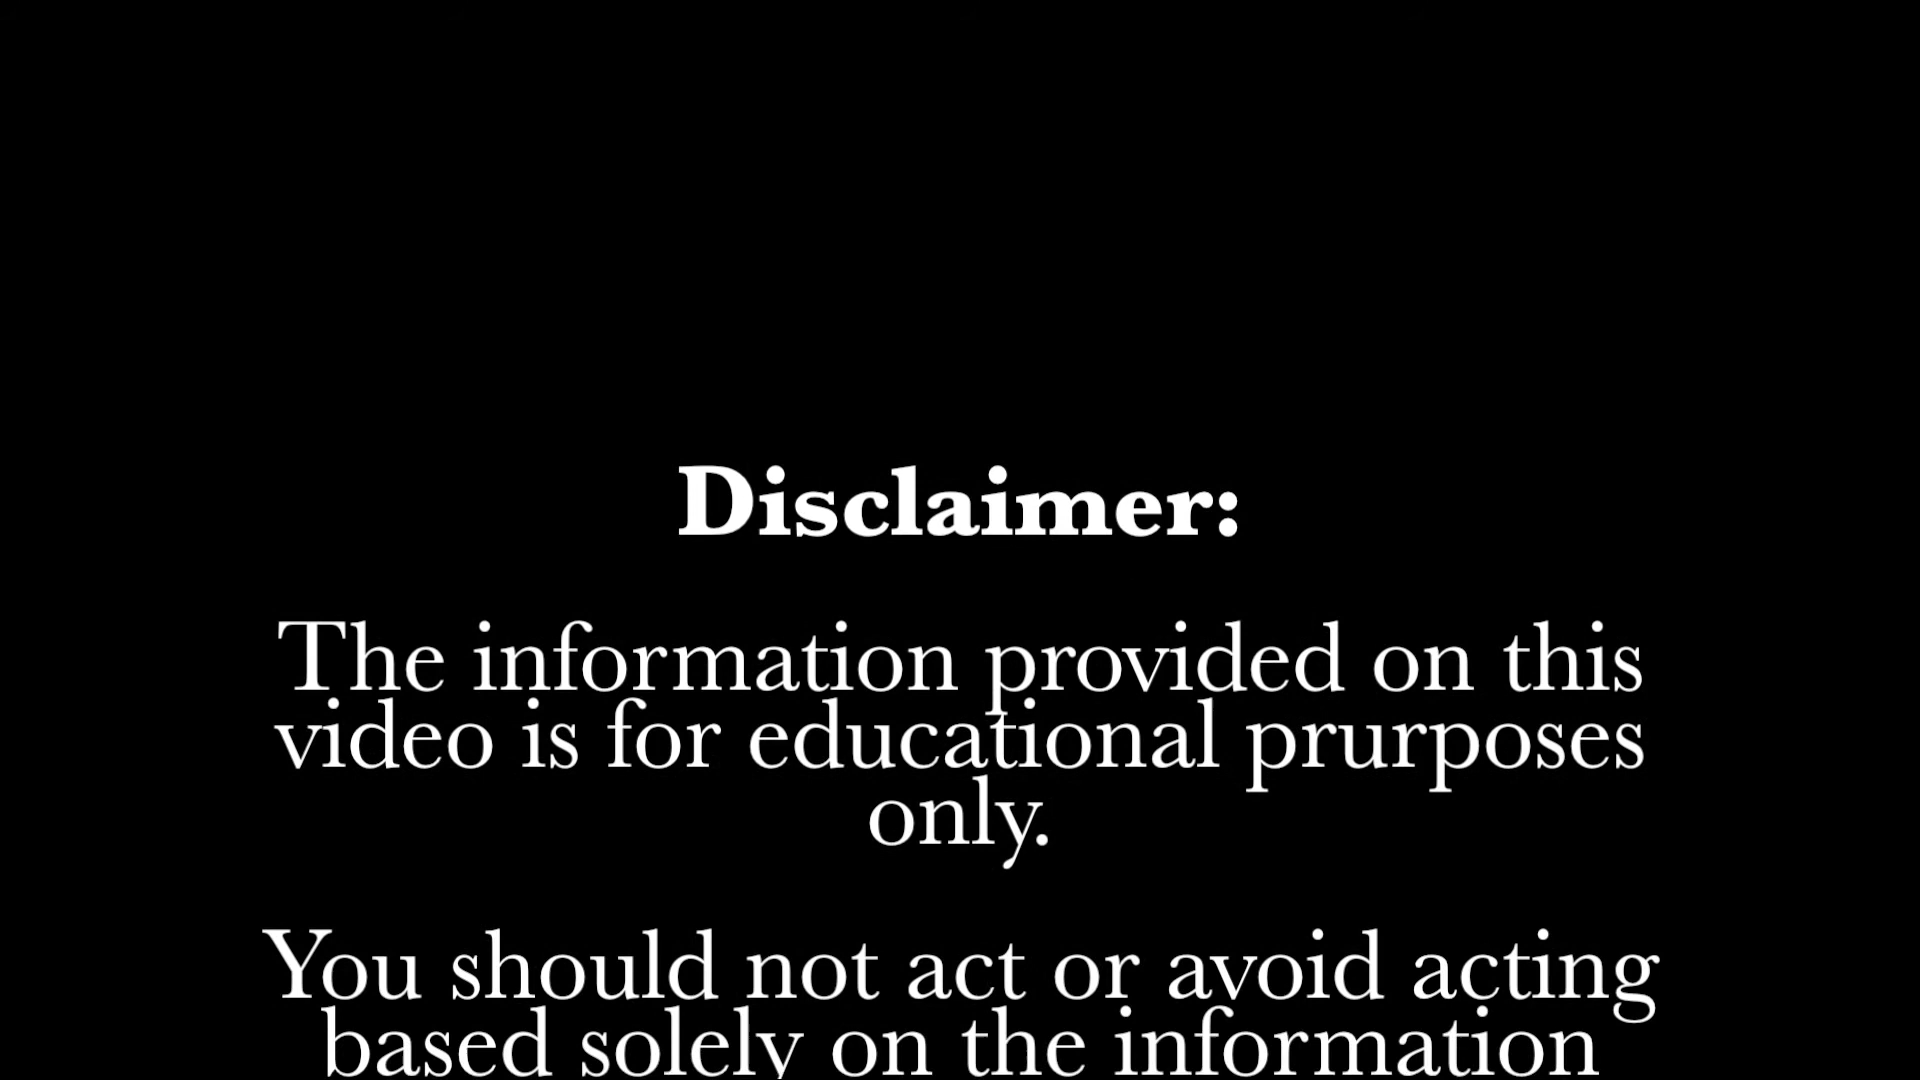 Disclaimer:
The information provided on this
video is for educational prurposes
only.
You should not act or avoid acting
based solely on the information